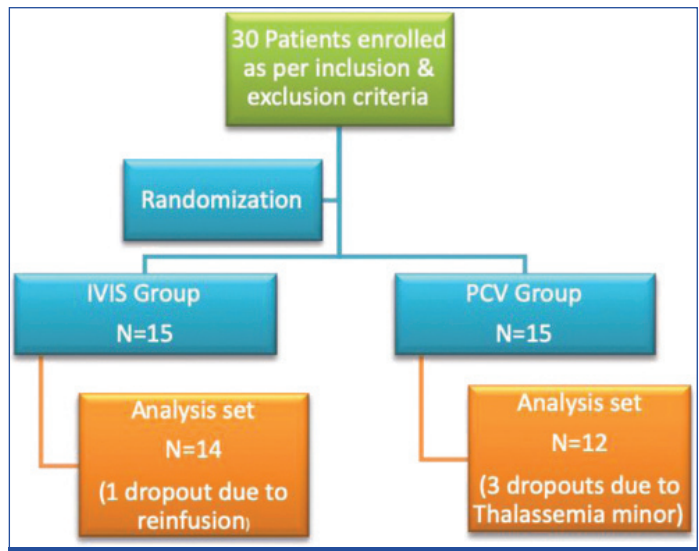 30 Patients enrolled
as per inclusion &
exclusion criteria
Randomization
IVIS Group
N=15
PCV Group
N=15
Analysis set
N=14
(1 dropout due to
reinfusion)
Analysis set
N=12
(3 dropouts due to
Thalassemia minor)